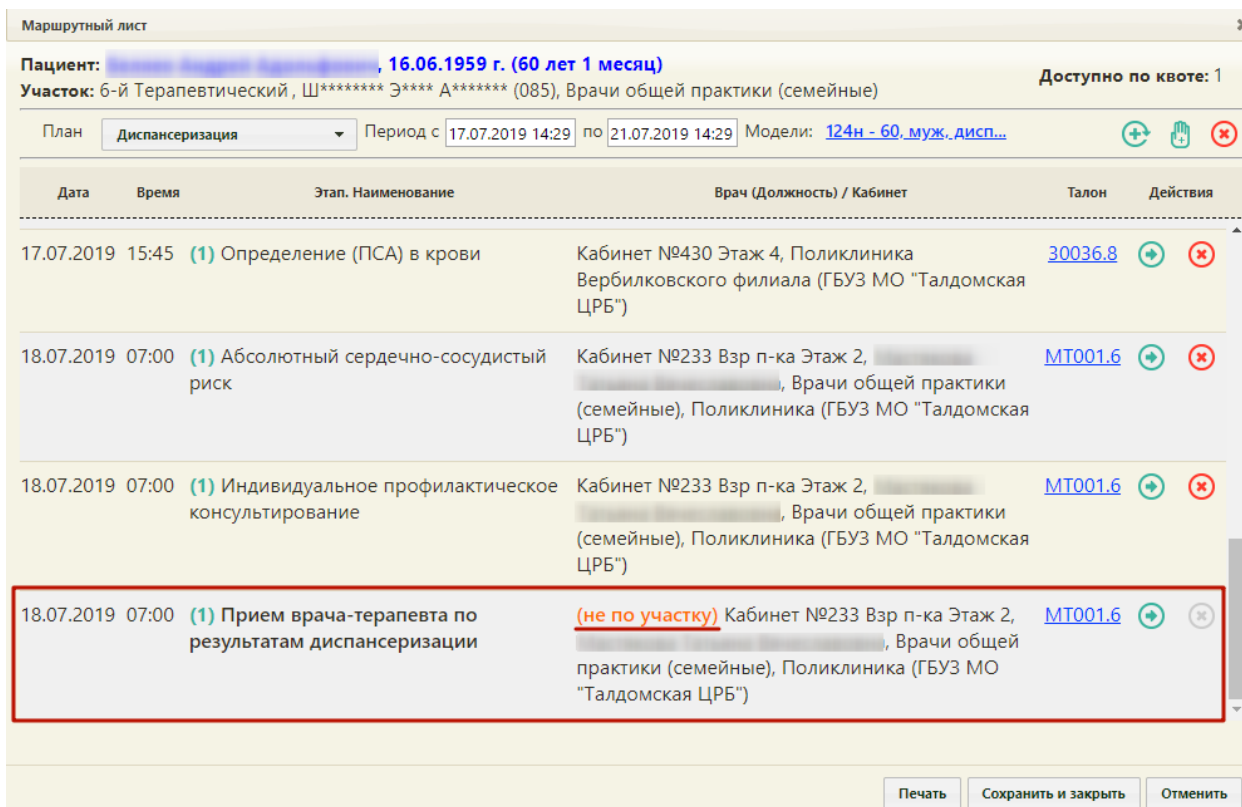 Маршрутный лист
Пациент: , 16.06.1959 г. (60 лет 1 месяц)
Доступно по квоте: 1
Участок: 6-й Терапевтический , Ш******** Э**** А******* (085), Врачи общей практики (семейные)
План Диспансеризация Период с 17.07.2019 14:29 по 21.07.2019 14:29 Модели: 124н - 60, муж, дисп...
Дата Время Этап. Наименование Врач (Должность) / Кабинет Талон Действия
17.07.2019 15:45 (1) Определение (ПСА) в крови Кабинет №430 Этаж 4, Поликлиника 30036.8
Вербилковского филиала (ГБУЗ МО "Талдомская
ЦРБ")
18.07.2019 07:00 (1) Абсолютный сердечно-сосудистый Кабинет №233 Взр п-ка Этаж 2, МТ001.6
риск , Врачи общей практики
(семейные), Поликлиника (ГБУЗ МО "Талдомская
ЦРБ")
18.07.2019 07:00 (1) Индивидуальное профилактическое Кабинет №233 Взр п-ка Этаж 2, МТ001.6
консультирование , Врачи общей практики
(семейные), Поликлиника (ГБУЗ МО "Талдомская
ЦРБ")
18.07.2019 07:00 (1) Прием врача-терапевта по (не по участку) Кабинет №233 Взр п-ка Этаж 2, МТ001.6
результатам диспансеризации , Врачи общей
практики (семейные), Поликлиника (ГБУЗ МО
"Талдомская ЦРБ")
Печать Сохранить и закрыть Отменить